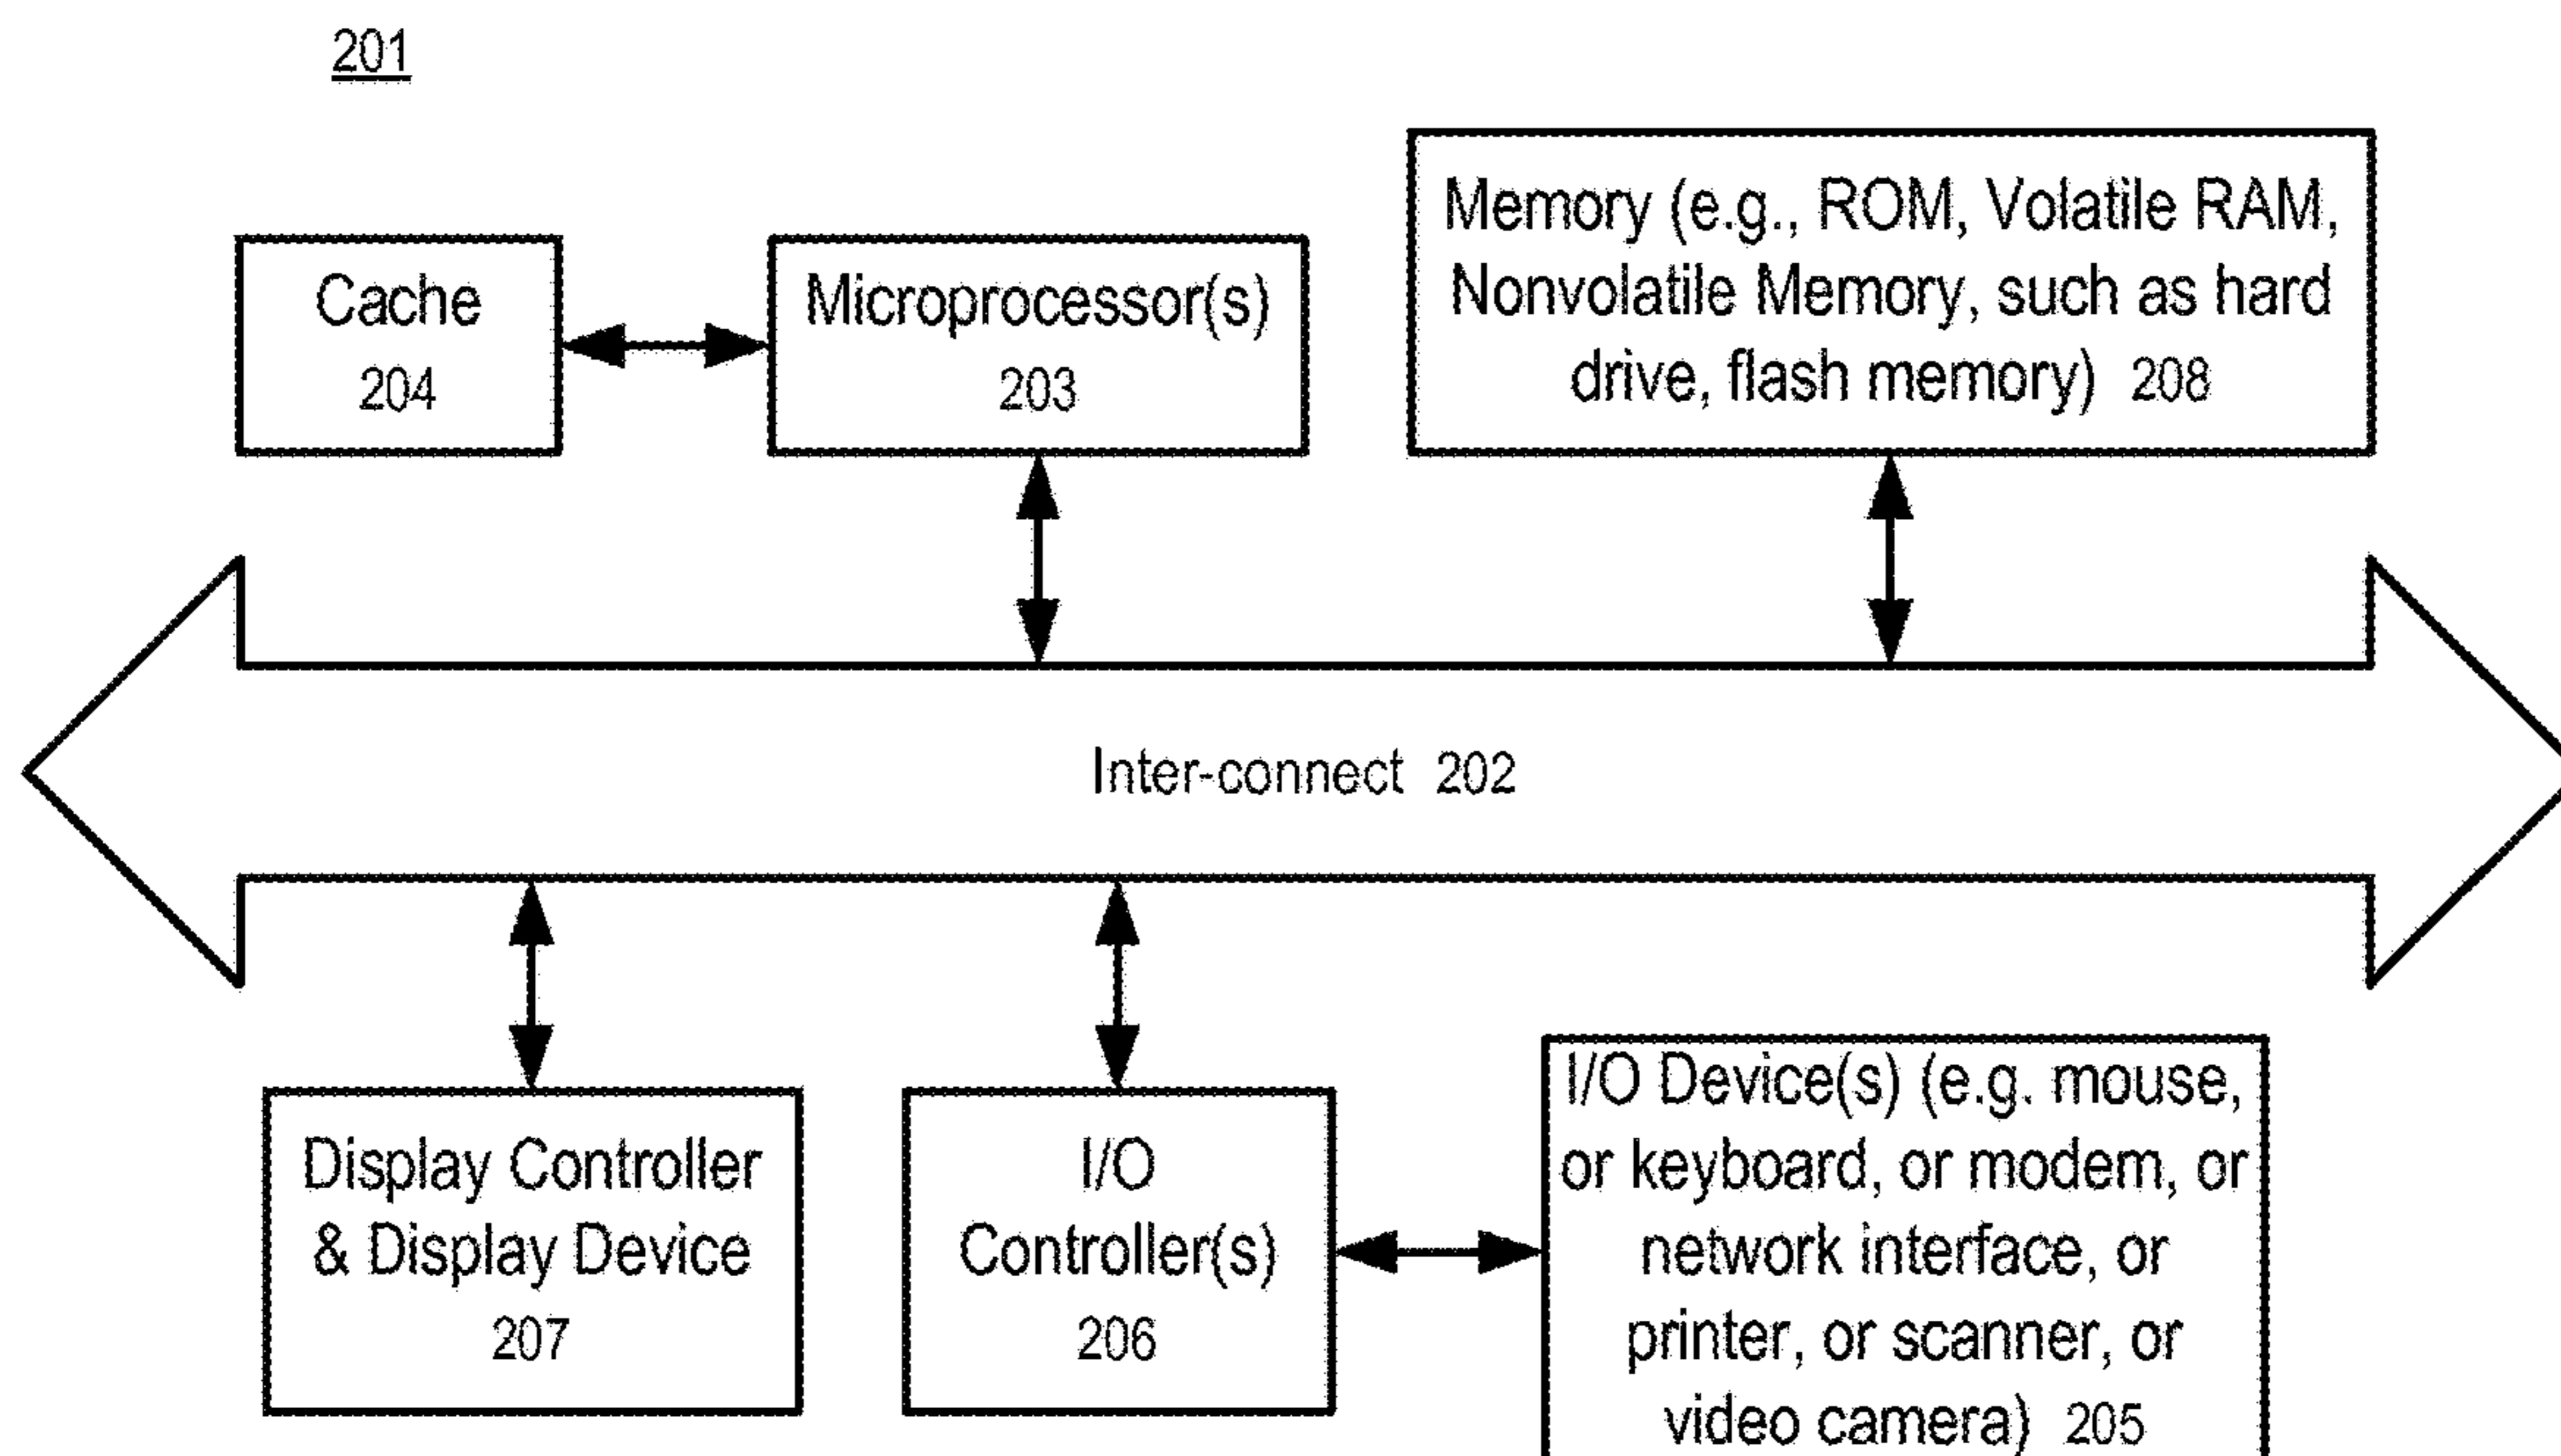 201
Cache
204
Microprocessor(s)
203
Memory (e.g., ROM, Volatile RAM,
Nonvolatile Memory, such as hard
drive, flash memory) 208
Inter-connect 202
Display Controller
& Display Device
207
I/O
Controller(s)
206
I/O Device(s) (e.g. mouse,
or keyboard, or modem, or
network interface, or
printer, or scanner, or
video camera) 205